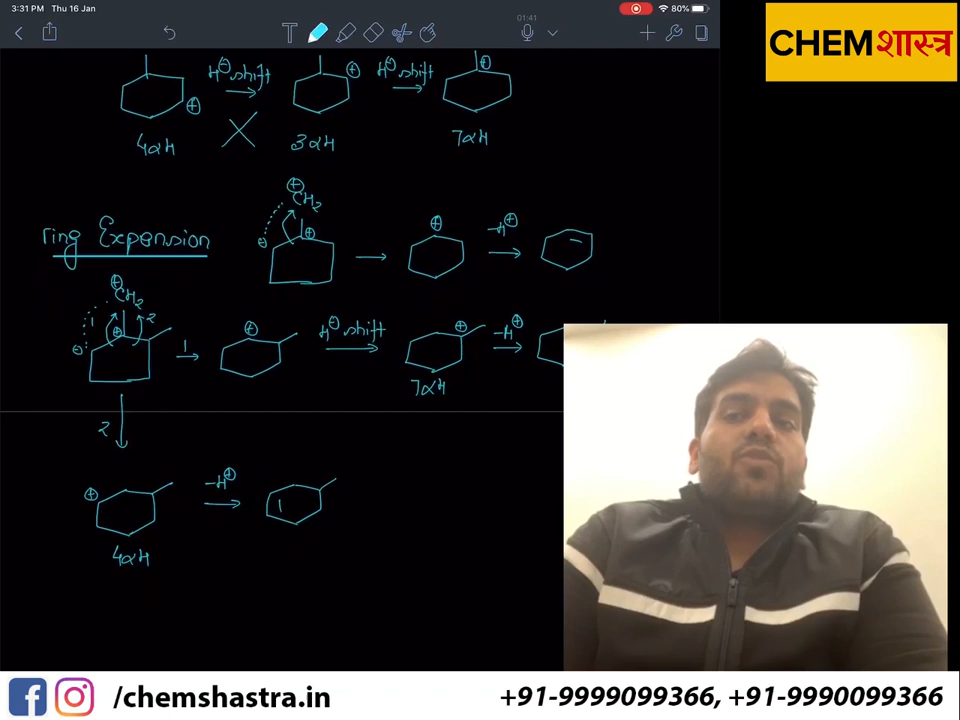 3:31 PM Thu 16 Jan
01:41
80%
CHEMशास्त्र
H⊖ shift
H⊖ shift
⊕
⊕
⊕
4αH
3αH
7αH
⊕
CH₂
ring Expension
⊕
⊕
-H⊕
⊕
CH₂
1
2
⊕
1
⊕
H⊖ shift
⊕
-H⊕
7αH
2
⊕
-H⊕
4αH
/chemshastra.in
+91-9999099366, +91-9990099366